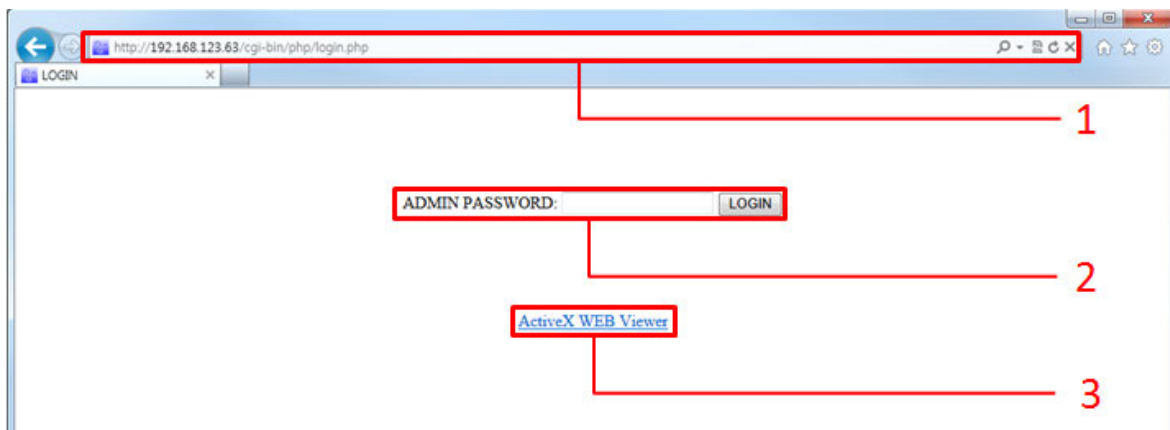 http://192.168.123.63/cgi-bin/php/login.php
LOGIN
1
ADMIN PASSWORD: LOGIN
2
ActiveX WEB Viewer
3